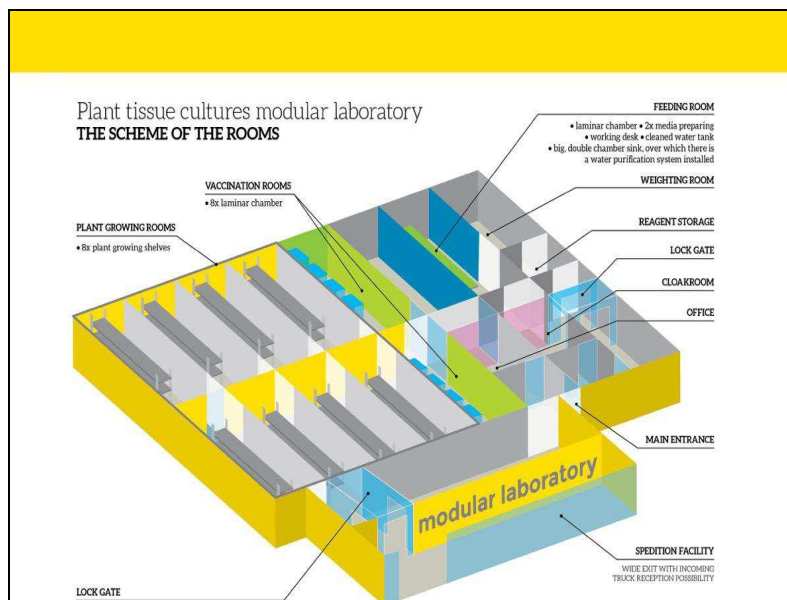 Plant tissue cultures modular laboratory
THE SCHEME OF THE ROOMS
FEEDING ROOM
• laminar chamber • 2x media preparing
• working desk • cleaned water tank
• big, double chamber sink, over which there is
a water purification system installed
WEIGHTING ROOM
VACCINATION ROOMS
• 8x laminar chamber
REAGENT STORAGE
PLANT GROWING ROOMS
• 8x plant growing shelves
LOCK GATE
CLOAKROOM
OFFICE
MAIN ENTRANCE
modular laboratory
SPEDITION FACILITY
WIDE EXIT WITH INCOMING
TRUCK RECEPTION POSSIBILITY
LOCK GATE